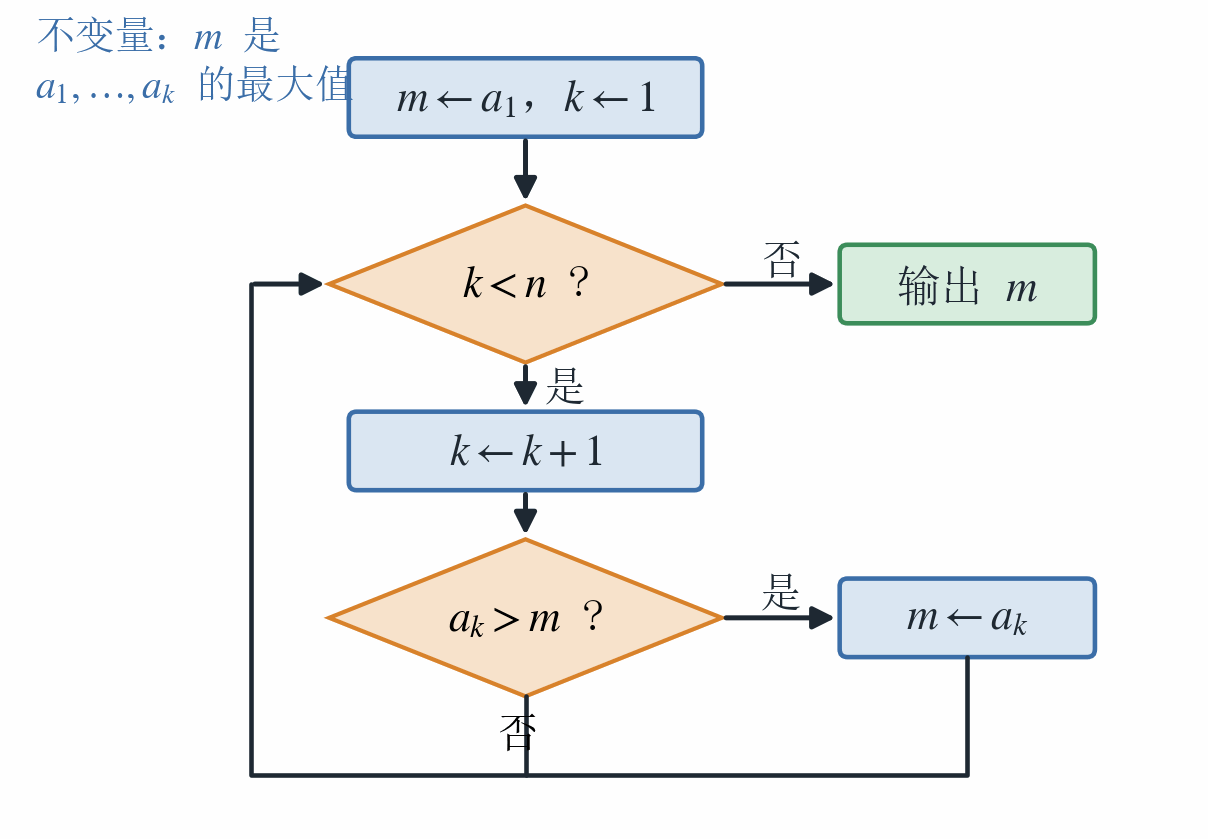 不变量：m 是
a₁,…,aₖ 的最大值
m←a₁，k←1
k<n ？
否
输出 m
是
k←k+1
aₖ>m ？
是
m←aₖ
否